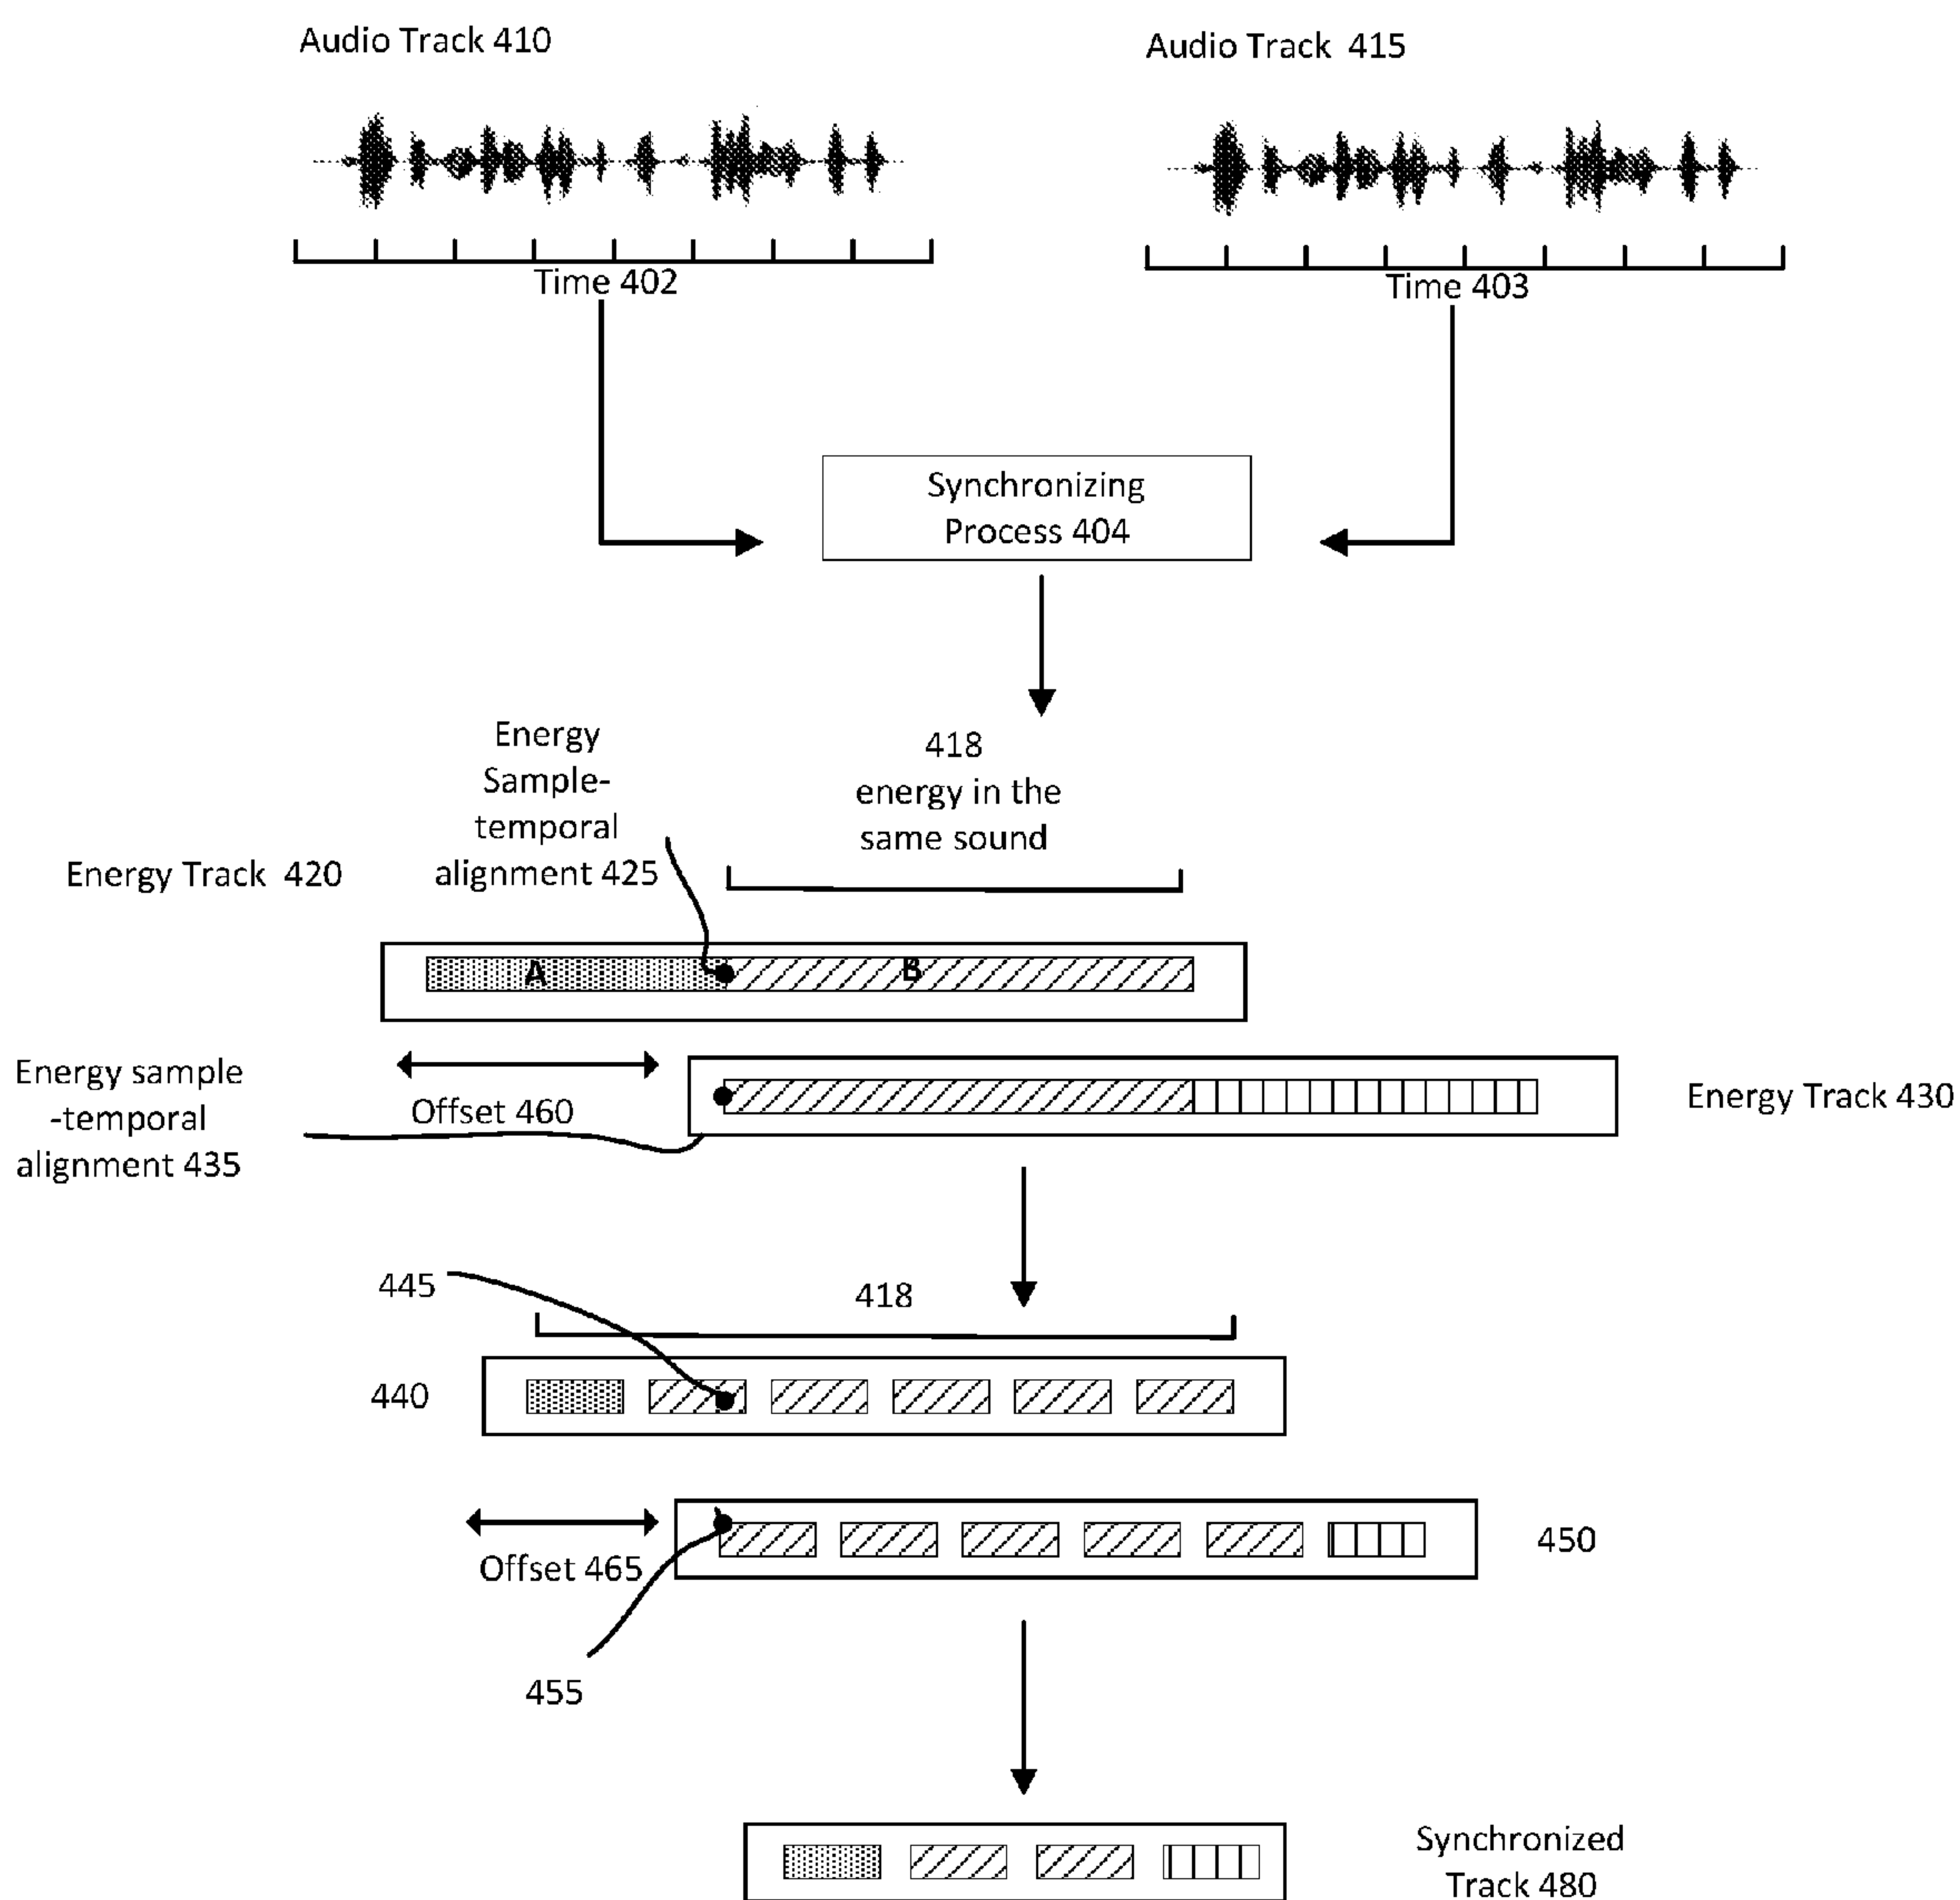 Audio Track 410
Audio Track 415
Time 402
Time 403
Synchronizing
Process 404
Energy
Sample-
temporal
alignment 425
418
energy in the
same sound
Energy Track 420
A
B
Energy sample
-temporal
alignment 435
Offset 460
Energy Track 430
445
418
440
Offset 465
450
455
Synchronized
Track 480